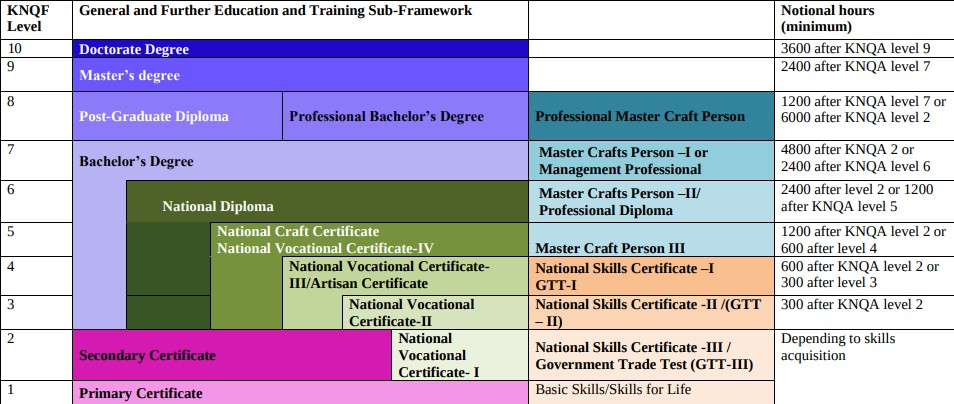 KNQF
Level
General and Further Education and Training Sub-Framework
Notional hours
(minimum)
10
Doctorate Degree
3600 after KNQA level 9
9
Master’s degree
2400 after KNQA level 7
8
Post-Graduate Diploma
Professional Bachelor’s Degree
Professional Master Craft Person
1200 after KNQA level 7 or
6000 after KNQA level 2
7
Bachelor’s Degree
Master Crafts Person –I or
Management Professional
4800 after KNQA 2 or
2400 after KNQA level 6
6
National Diploma
Master Crafts Person –II/
Professional Diploma
2400 after level 2 or 1200
after KNQA level 5
5
National Craft Certificate
National Vocational Certificate-IV
Master Craft Person III
1200 after KNQA level 2 or
600 after level 4
4
National Vocational Certificate-
III/Artisan Certificate
National Skills Certificate –I
GTT-I
600 after KNQA level 2 or
300 after level 3
3
National Vocational
Certificate-II
National Skills Certificate -II /(GTT
– II)
300 after KNQA level 2
2
Secondary Certificate
National
Vocational
Certificate- I
National Skills Certificate -III /
Government Trade Test (GTT-III)
Depending to skills
acquisition
1
Primary Certificate
Basic Skills/Skills for Life